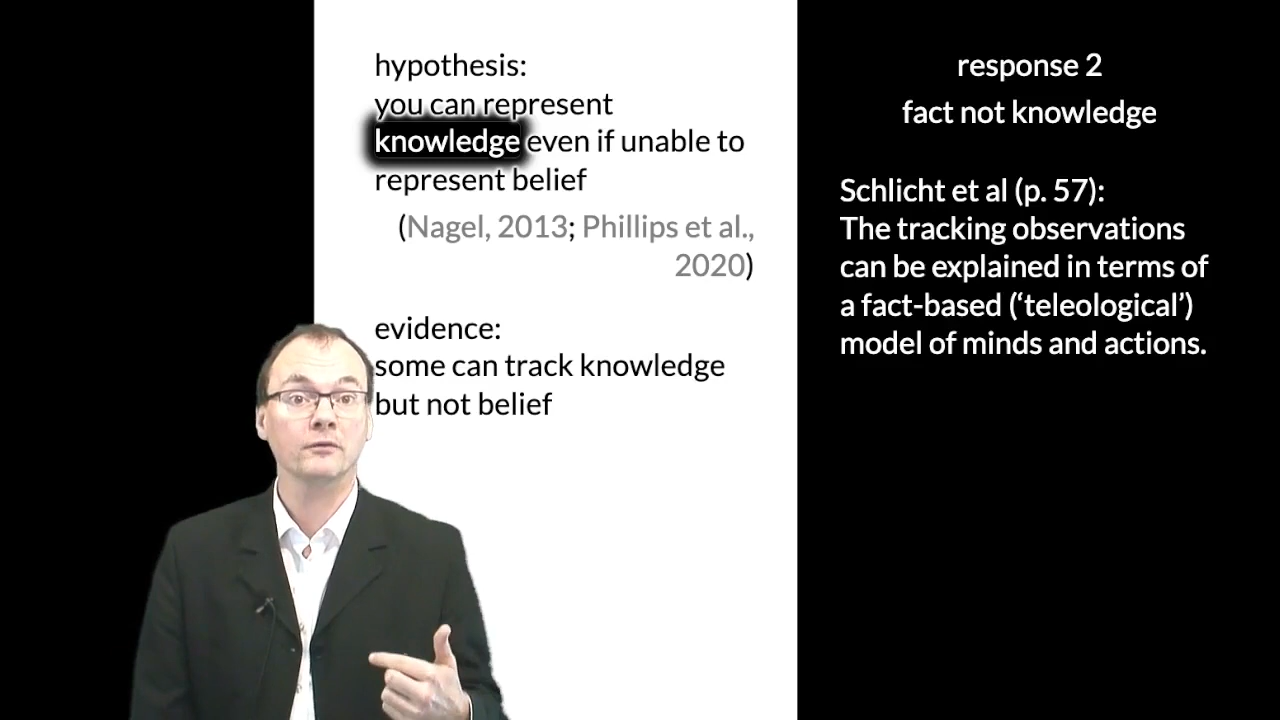 hypothesis:
you can represent
knowledge even if unable to
represent belief
(Nagel, 2013; Phillips et al.,
2020)
evidence:
some can track knowledge
but not belief
response 2
fact not knowledge
Schlicht et al (p. 57):
The tracking observations
can be explained in terms of
a fact-based (‘teleological’)
model of minds and actions.